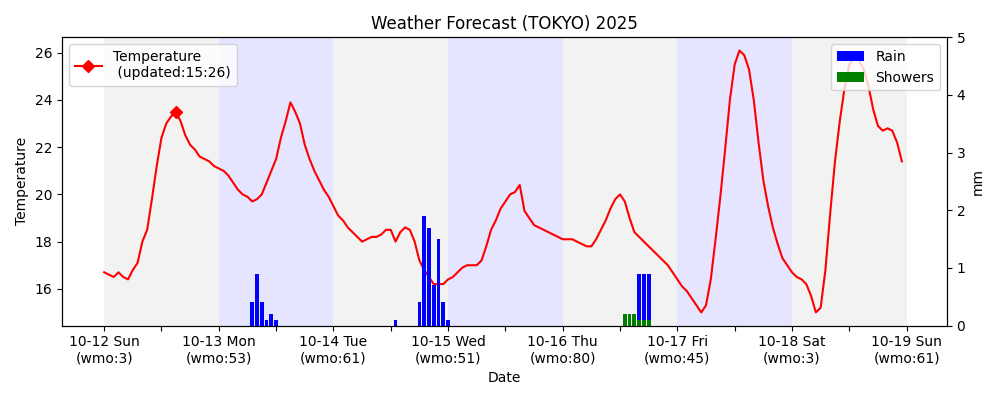 Weather Forecast (TOKYO) 2025
Temperature
(updated:15:26)
Rain
Showers
Temperature
26
24
22
20
18
16
5
4
3
2
1
0
mm
10-12 Sun
(wmo:3)
10-13 Mon
(wmo:53)
10-14 Tue
(wmo:61)
10-15 Wed
(wmo:51)
10-16 Thu
(wmo:80)
10-17 Fri
(wmo:45)
10-18 Sat
(wmo:3)
10-19 Sun
(wmo:61)
Date